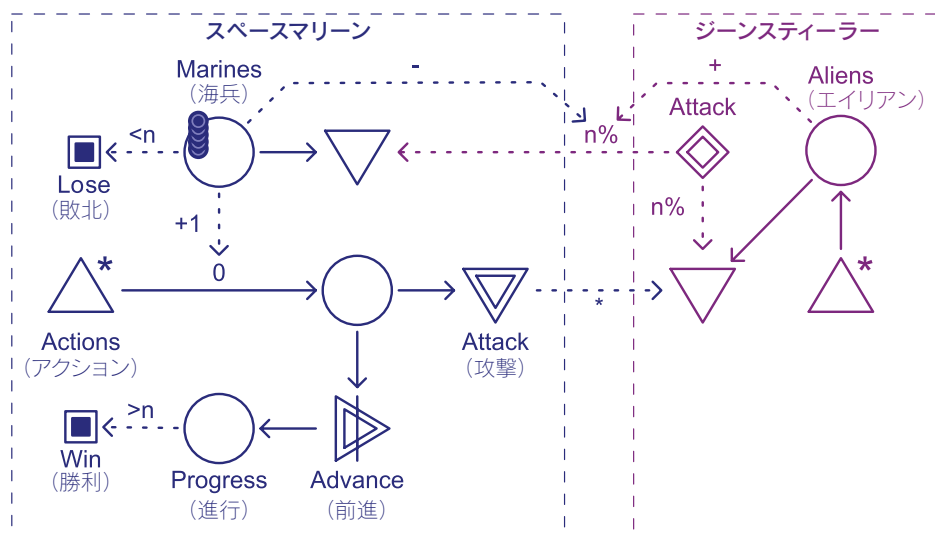 スペースマリーン
ジーンスティーラー
Marines
（海兵）
-
+
Aliens
（エイリアン）
Attack
<n
n%
Lose
（敗北）
+1
n%
0
*
*
*
Actions
（アクション）
Attack
（攻撃）
>n
Win
（勝利）
Progress
（進行）
Advance
（前進）